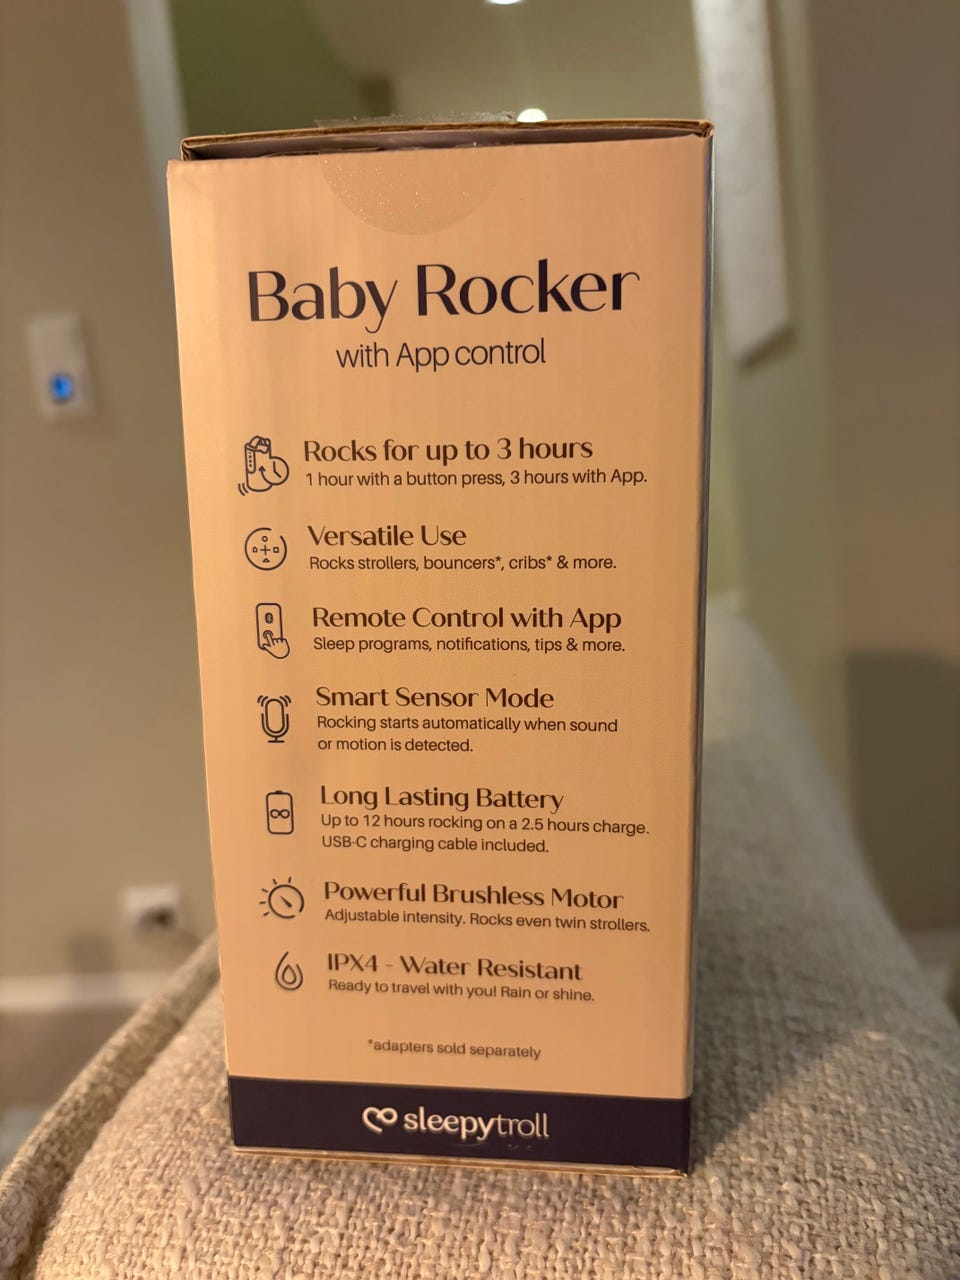 Baby Rocker
with App control
Rocks for up to 3 hours
1 hour with a button press, 3 hours with App.
Versatile Use
Rocks strollers, bouncers*, cribs* & more.
Remote Control with App
Sleep programs, notifications, tips & more.
Smart Sensor Mode
Rocking starts automatically when sound
or motion is detected.
Long Lasting Battery
Up to 12 hours rocking on a 2.5 hours charge.
USB-C charging cable included.
Powerful Brushless Motor
Adjustable intensity. Rocks even twin strollers.
IPX4 - Water Resistant
Ready to travel with you! Rain or shine.
*adapters sold separately
sleepytroll